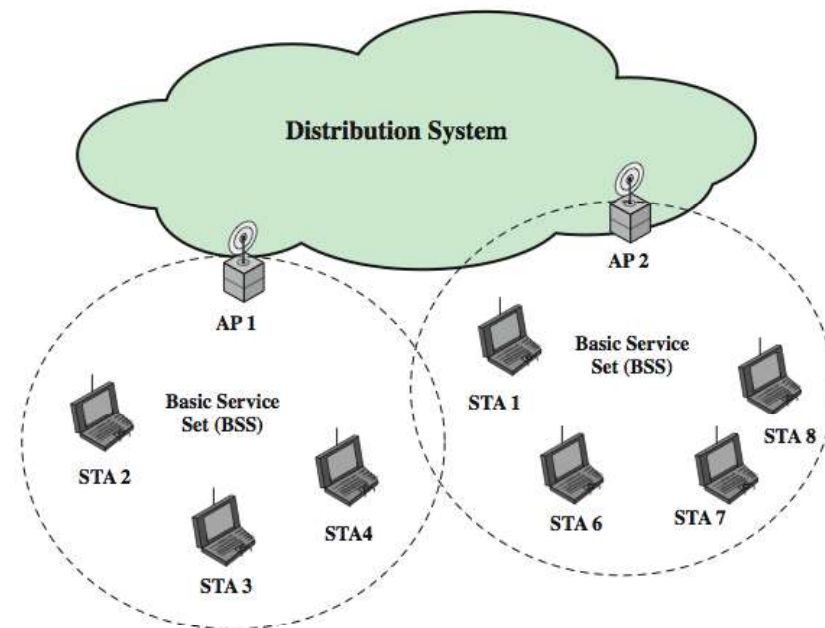 Distribution System
AP 2
AP 1
Basic Service
Set (BSS)
STA 1
STA 8
Basic Service
Set (BSS)
STA 2
STA4
STA 6
STA 7
STA 3